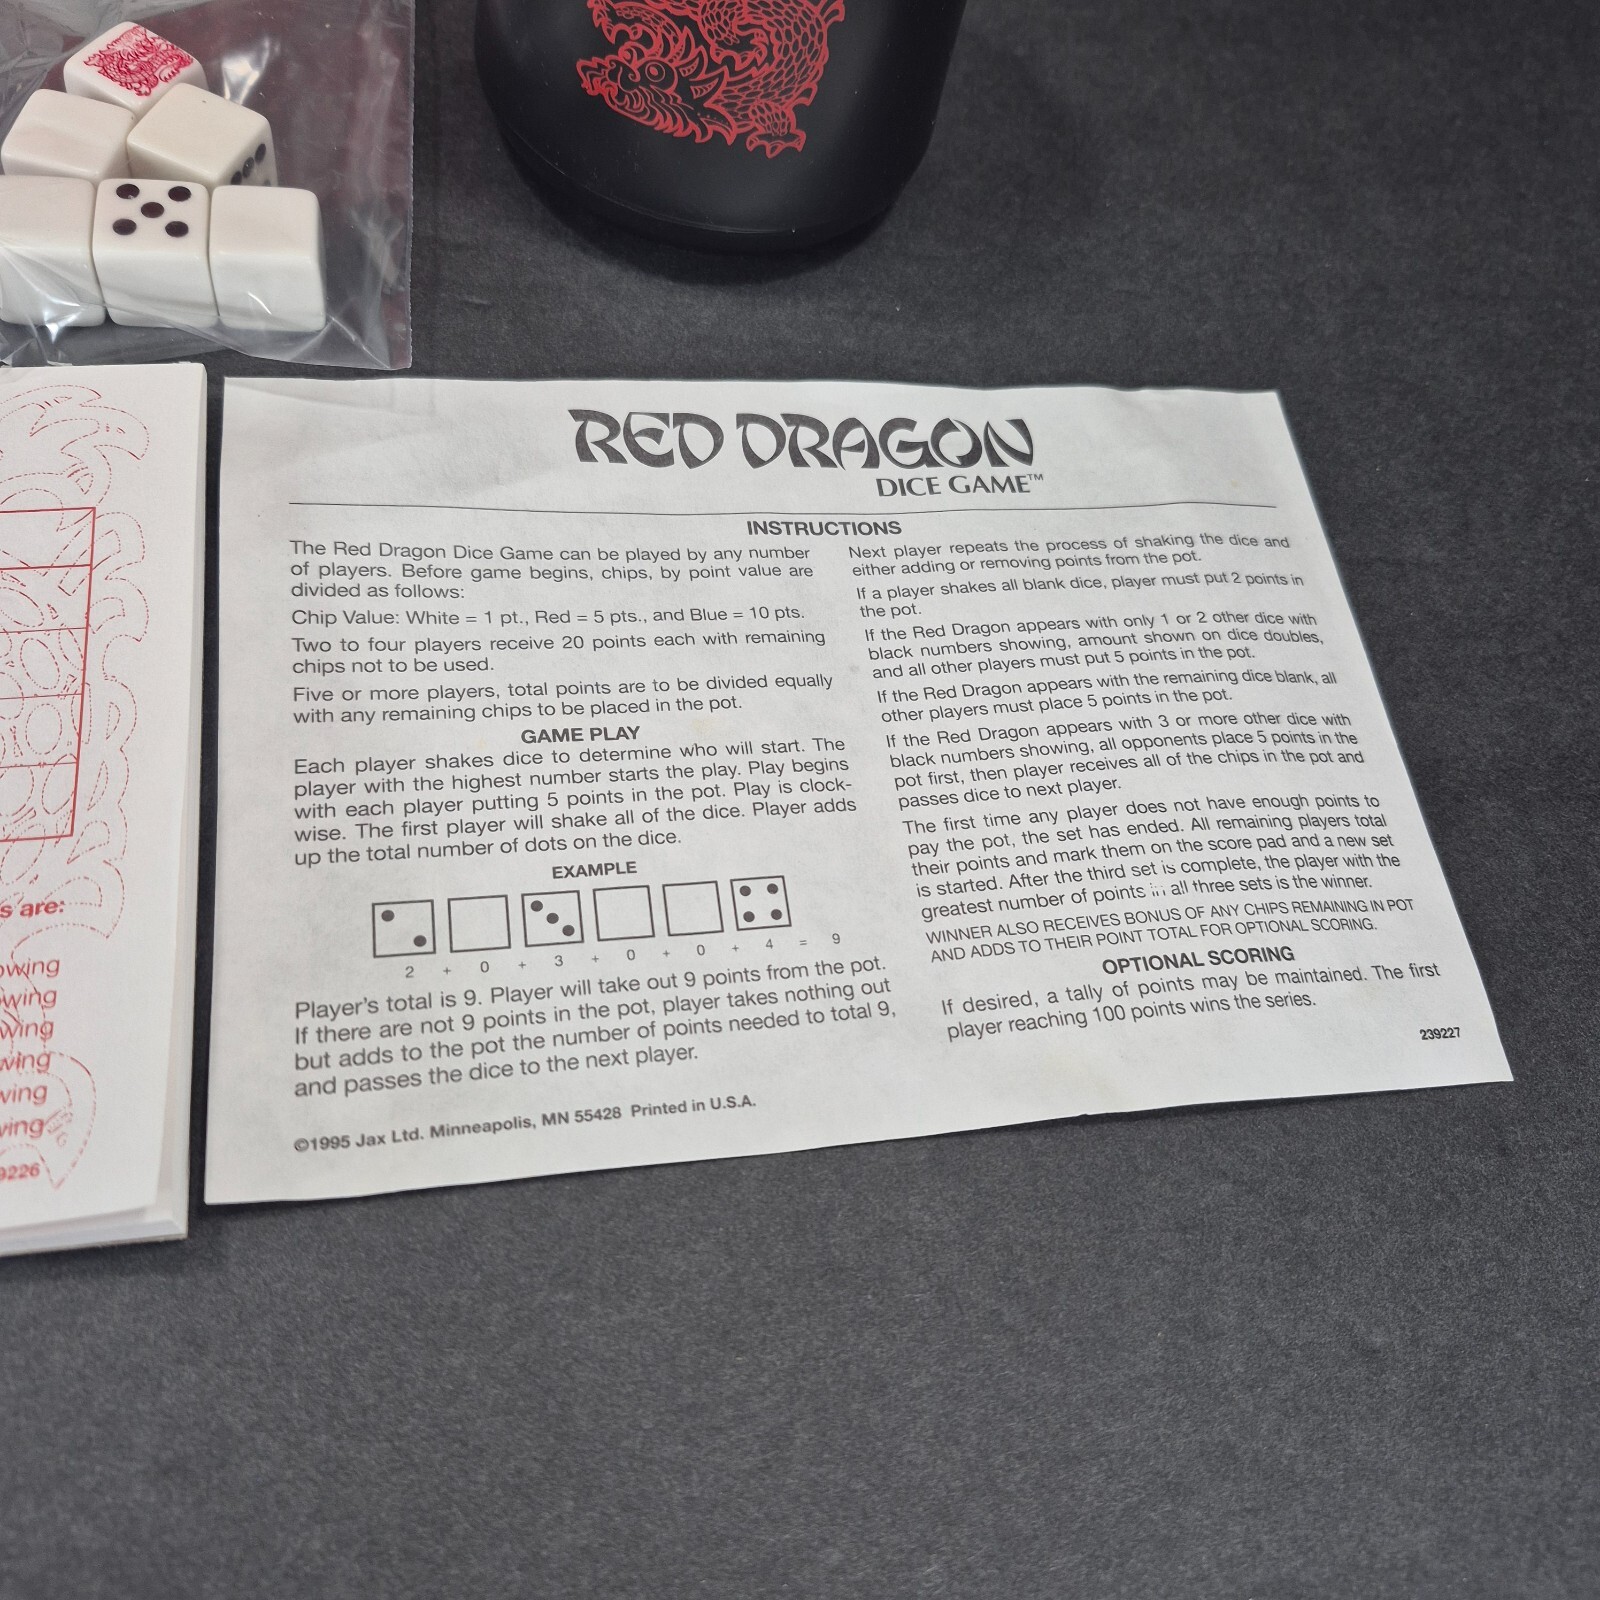 RED DRAGON
DICE GAME™
INSTRUCTIONS
The Red Dragon Dice Game can be played by any number
of players. Before game begins, chips, by point value are
divided as follows:
Chip Value: White = 1 pt., Red = 5 pts., and Blue = 10 pts.
Two to four players receive 20 points each with remaining
chips not to be used.
Five or more players, total points are to be divided equally
with any remaining chips to be placed in the pot.
GAME PLAY
Each player shakes dice to determine who will start. The
player with the highest number starts the play. Play begins
with each player putting 5 points in the pot. Play is clock-
wise. The first player will shake all of the dice. Player adds
up the total number of dots on the dice.
EXAMPLE
2 + 0 + 3 + 0 + 0 + 4 = 9
Player's total is 9. Player will take out 9 points from the pot.
If there are not 9 points in the pot, player takes nothing out
but adds to the pot the number of points needed to total 9,
and passes the dice to the next player.
©1995 Jax Ltd. Minneapolis, MN 55428 Printed in U.S.A.
Next player repeats the process of shaking the dice and
either adding or removing points from the pot.
If a player shakes all blank dice, player must put 2 points in
the pot.
If the Red Dragon appears with only 1 or 2 other dice with
black numbers showing, amount shown on dice doubles,
and all other players must put 5 points in the pot.
If the Red Dragon appears with the remaining dice blank, all
other players must place 5 points in the pot.
If the Red Dragon appears with 3 or more other dice with
black numbers showing, all opponents place 5 points in the
pot first, then player receives all of the chips in the pot and
passes dice to next player.
The first time any player does not have enough points to
pay the pot, the set has ended. All remaining players total
their points and mark them on the score pad and a new set
is started. After the third set is complete, the player with the
greatest number of points in all three sets is the winner.
WINNER ALSO RECEIVES BONUS OF ANY CHIPS REMAINING IN POT
AND ADDS TO THEIR POINT TOTAL FOR OPTIONAL SCORING.
OPTIONAL SCORING
If desired, a tally of points may be maintained. The first
player reaching 100 points wins the series.
239227
s are:
owing
wing
wing
wing
wing
wing
9226